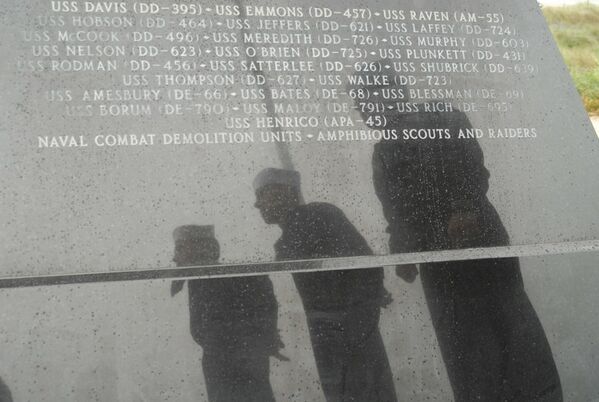 USS DAVIS (DD-395) • USS EMMONS (DD-457) • USS RAVEN (AM-55)
USS HOBSON (DD-464) • USS JEFFERS (DD-621) • USS LAFFEY (DD-724)
USS MCCOOK (DD-496) • USS MEREDITH (DD-726) • USS MURPHY (DD-603)
USS NELSON (DD-623) • USS O'BRIEN (DD-725) • USS PLUNKETT (DD-431)
USS RODMAN (DD-456) • USS SATTERLEE (DD-626) • USS SHUBRICK (DD-639)
USS THOMPSON (DD-627) • USS WALKE (DD-723)
USS AMESBURY (DE-66) • USS BATES (DE-68) • USS BLESSMAN (DE-69)
USS BORUM (DE-790) • USS MALOY (DE-791) • USS RICH (DE-695)
USS HENRICO (APA-45)
NAVAL COMBAT DEMOLITION UNITS • AMPHIBIOUS SCOUTS AND RAIDERS